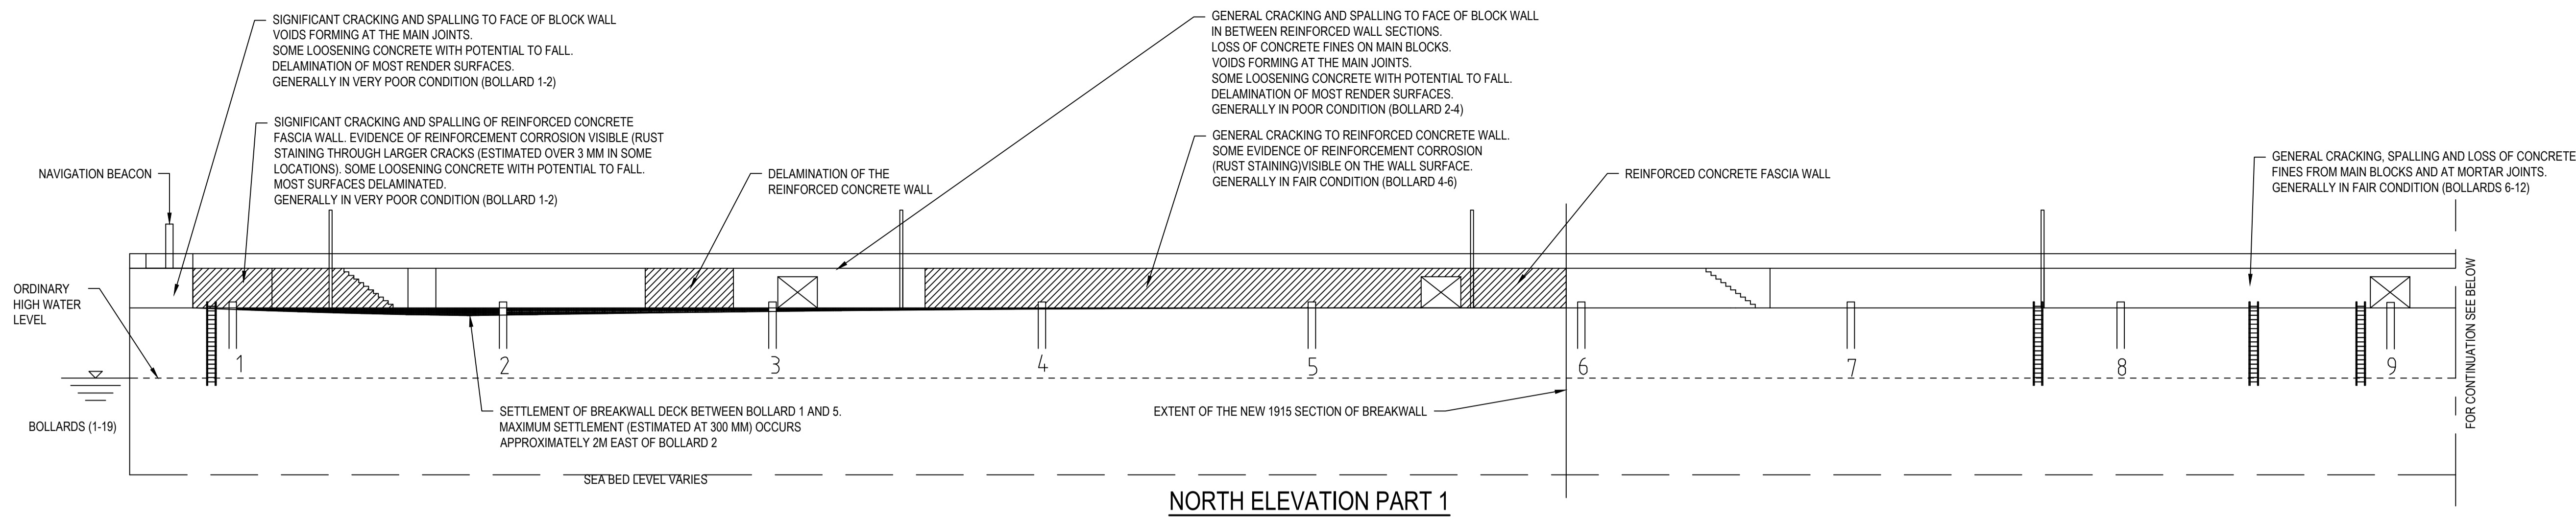 SIGNIFICANT CRACKING AND SPALLING TO FACE OF BLOCK WALL
VOIDS FORMING AT THE MAIN JOINTS.
SOME LOOSENING CONCRETE WITH POTENTIAL TO FALL.
DELAMINATION OF MOST RENDER SURFACES.
GENERALLY IN VERY POOR CONDITION (BOLLARD 1-2)
GENERAL CRACKING AND SPALLING TO FACE OF BLOCK WALL
IN BETWEEN REINFORCED WALL SECTIONS.
LOSS OF CONCRETE FINES ON MAIN BLOCKS.
VOIDS FORMING AT THE MAIN JOINTS.
SOME LOOSENING CONCRETE WITH POTENTIAL TO FALL.
DELAMINATION OF MOST RENDER SURFACES.
GENERALLY IN POOR CONDITION (BOLLARD 2-4)
SIGNIFICANT CRACKING AND SPALLING OF REINFORCED CONCRETE
FASCIA WALL. EVIDENCE OF REINFORCEMENT CORROSION VISIBLE (RUST
STAINING THROUGH LARGER CRACKS (ESTIMATED OVER 3 MM IN SOME
LOCATIONS). SOME LOOSENING CONCRETE WITH POTENTIAL TO FALL.
MOST SURFACES DELAMINATED.
GENERALLY IN VERY POOR CONDITION (BOLLARD 1-2)
GENERAL CRACKING TO REINFORCED CONCRETE WALL.
SOME EVIDENCE OF REINFORCEMENT CORROSION
(RUST STAINING)VISIBLE ON THE WALL SURFACE.
GENERALLY IN FAIR CONDITION (BOLLARD 4-6)
GENERAL CRACKING, SPALLING AND LOSS OF CONCRETE
FINES FROM MAIN BLOCKS AND AT MORTAR JOINTS.
GENERALLY IN FAIR CONDITION (BOLLARDS 6-12)
NAVIGATION BEACON
DELAMINATION OF THE
REINFORCED CONCRETE WALL
REINFORCED CONCRETE FASCIA WALL
ORDINARY
HIGH WATER
LEVEL
1
2
3
4
5
6
7
8
9
FOR CONTINUATION SEE BELOW
SETTLEMENT OF BREAKWALL DECK BETWEEN BOLLARD 1 AND 5.
MAXIMUM SETTLEMENT (ESTIMATED AT 300 MM) OCCURS
APPROXIMATELY 2M EAST OF BOLLARD 2
EXTENT OF THE NEW 1915 SECTION OF BREAKWALL
BOLLARDS (1-19)
SEA BED LEVEL VARIES
NORTH ELEVATION PART 1